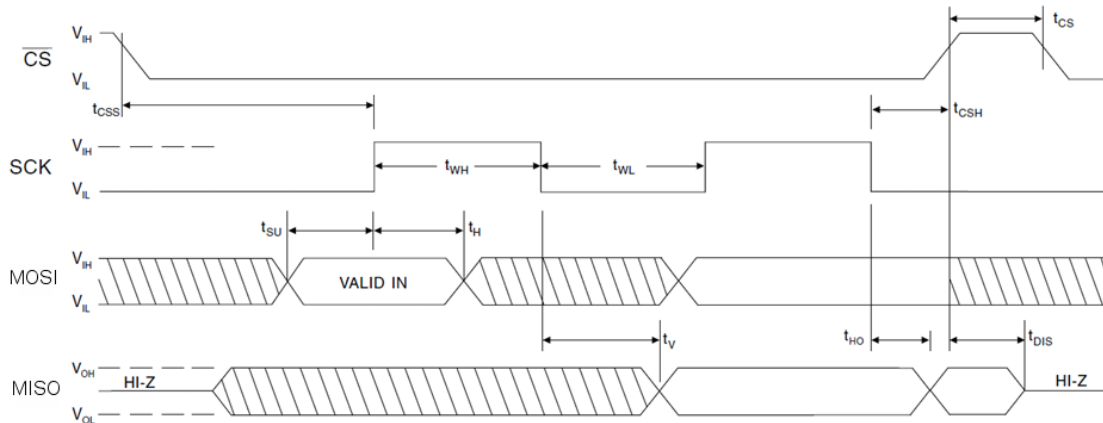 V_IH
t_CS
C̅S̅
V_IL
t_CSS
t_CSH
V_IH
SCK
t_WH
t_WL
V_IL
t_SU
t_H
V_IH
MOSI
VALID IN
V_IL
t_V
t_HO
t_DIS
V_OH
MISO
HI-Z
HI-Z
V_OL